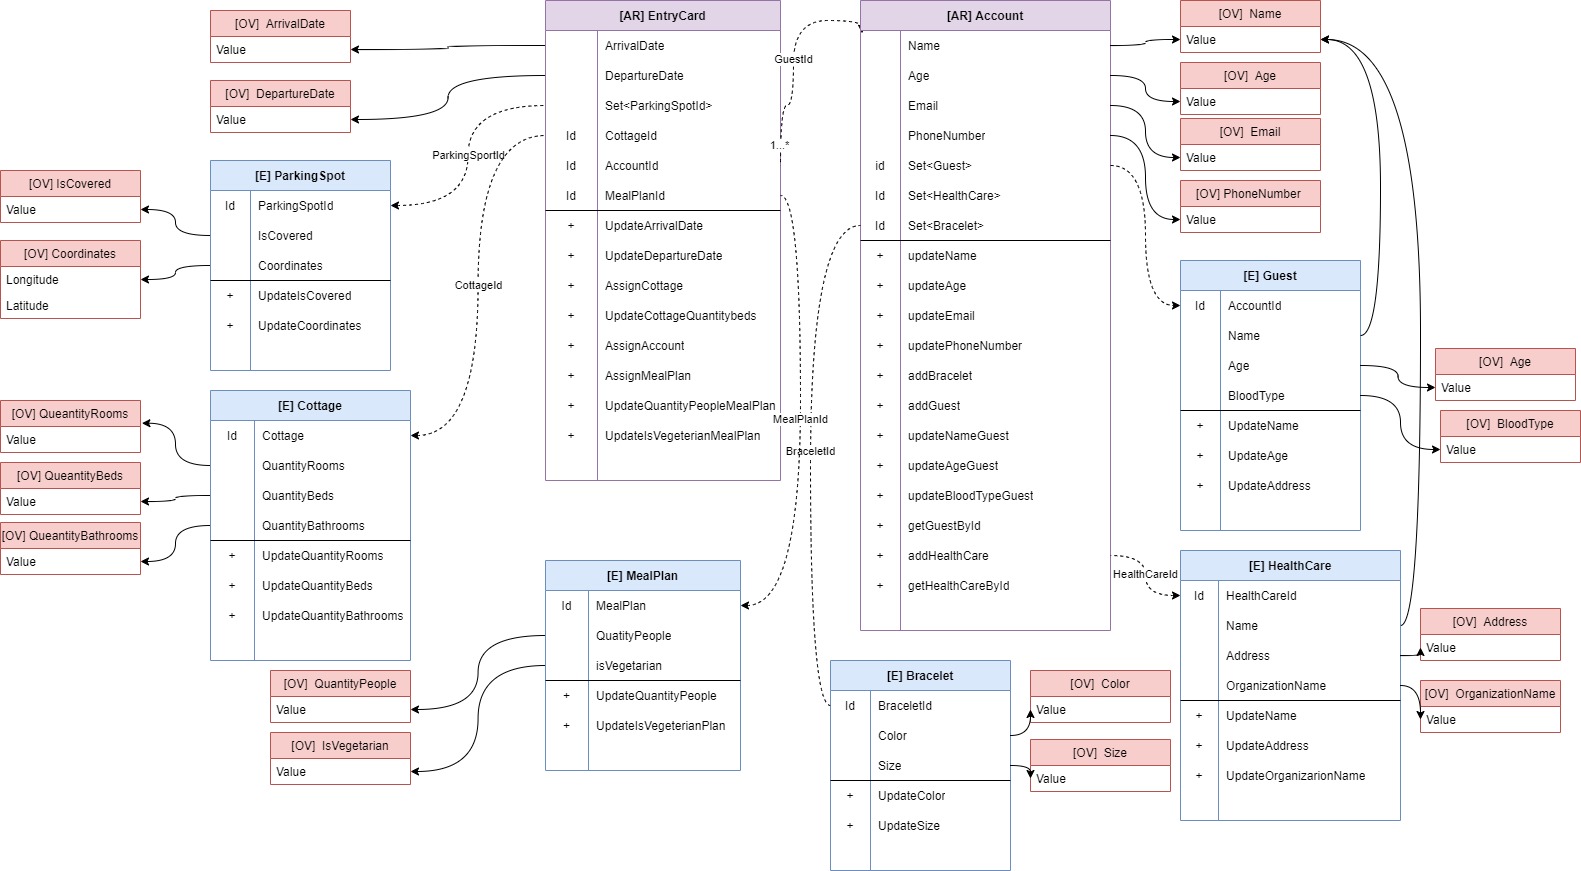 [OV] ArrivalDate
Value
[OV] DepartureDate
Value
[OV] IsCovered
Value
[OV] Coordinates
Longitude
Latitude
[E] ParkingSpot
Id ParkingSpotId
IsCovered
Coordinates
+ UpdateIsCovered
+ UpdateCoordinates
[OV] QueantityRooms
Value
[OV] QueantityBeds
Value
[OV] QueantityBathrooms
Value
[E] Cottage
Id Cottage
QuantityRooms
QuantityBeds
QuantityBathrooms
+ UpdateQuantityRooms
+ UpdateQuantityBeds
+ UpdateQuantityBathrooms
[OV] QuantityPeople
Value
[OV] IsVegetarian
Value
ParkingSportId
CottageId
[AR] EntryCard
ArrivalDate
DepartureDate
Set<ParkingSpotId>
Id CottageId
Id AccountId
Id MealPlanId
+ UpdateArrivalDate
+ UpdateDepartureDate
+ AssignCottage
+ UpdateCottageQuantitybeds
+ AssignAccount
+ AssignMealPlan
+ UpdateQuantityPeopleMealPlan
+ UpdateIsVegeterianMealPlan
[E] MealPlan
Id MealPlan
QuatityPeople
isVegetarian
+ UpdateQuantityPeople
+ UpdateIsVegeterianPlan
GuestId
1...*
MealPlanId
BraceletId
[AR] Account
Name
Age
Email
PhoneNumber
id Set<Guest>
Id Set<HealthCare>
Id Set<Bracelet>
+ updateName
+ updateAge
+ updateEmail
+ updatePhoneNumber
+ addBracelet
+ addGuest
+ updateNameGuest
+ updateAgeGuest
+ updateBloodTypeGuest
+ getGuestById
+ addHealthCare
+ getHealthCareById
[E] Bracelet
Id BraceletId
Color
Size
+ UpdateColor
+ UpdateSize
[OV] Color
Value
[OV] Size
Value
HealthCareId
[OV] Name
Value
[OV] Age
Value
[OV] Email
Value
[OV] PhoneNumber
Value
[E] Guest
Id AccountId
Name
Age
BloodType
+ UpdateName
+ UpdateAge
+ UpdateAddress
[OV] Age
Value
[OV] BloodType
Value
[E] HealthCare
Id HealthCareId
Name
Address
OrganizationName
+ UpdateName
+ UpdateAddress
+ UpdateOrganizarionName
[OV] Address
Value
[OV] OrganizationName
Value